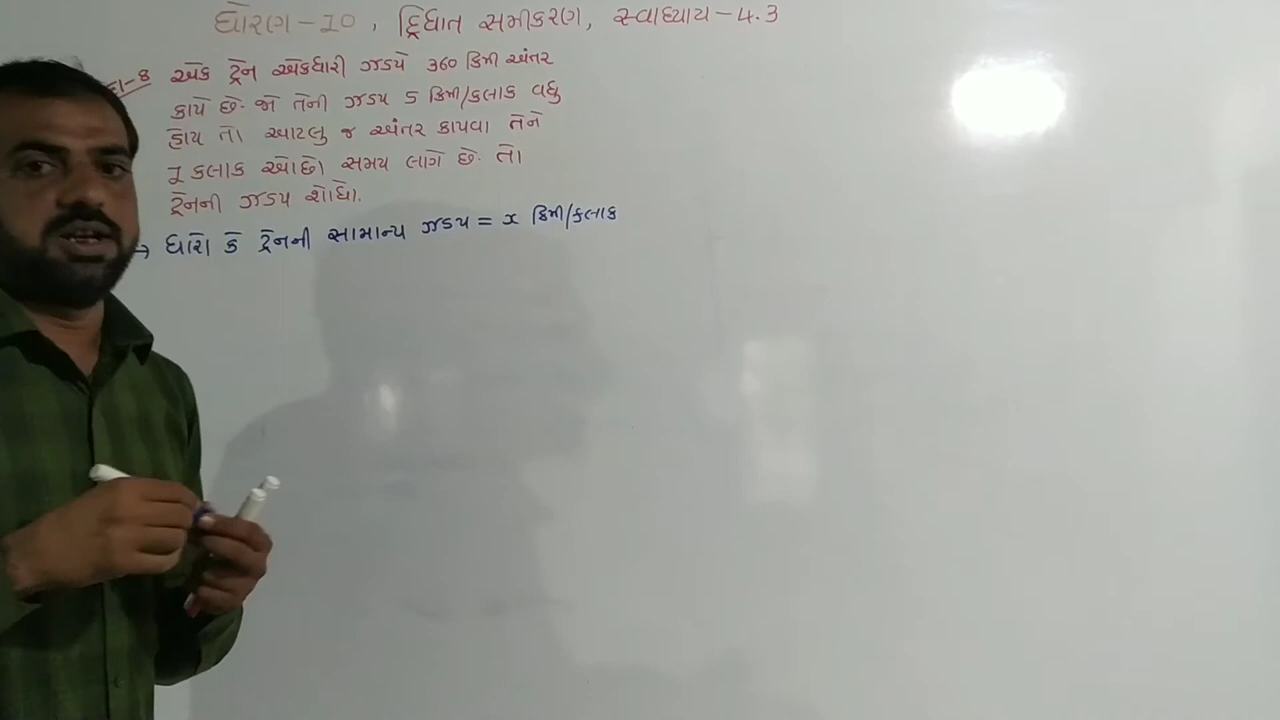 ધોરણ-10, દ્વિઘાત સમીકરણ, સ્વાધ્યાય-4.3
દા-8 એક ટ્રેન એકધારી ઝડપે 360 કિમી અંતર
કાપે છે. જો તેની ઝડપ 5 કિમી/કલાક વધુ
હોય તો આટલુ જ અંતર કાપવા તેને
1 કલાક ઓછો સમય લાગે છે. તો
ટ્રેનની ઝડપ શોધો.
→ ધારો કે ટ્રેનની સામાન્ય ઝડપ = x કિમી/કલાક